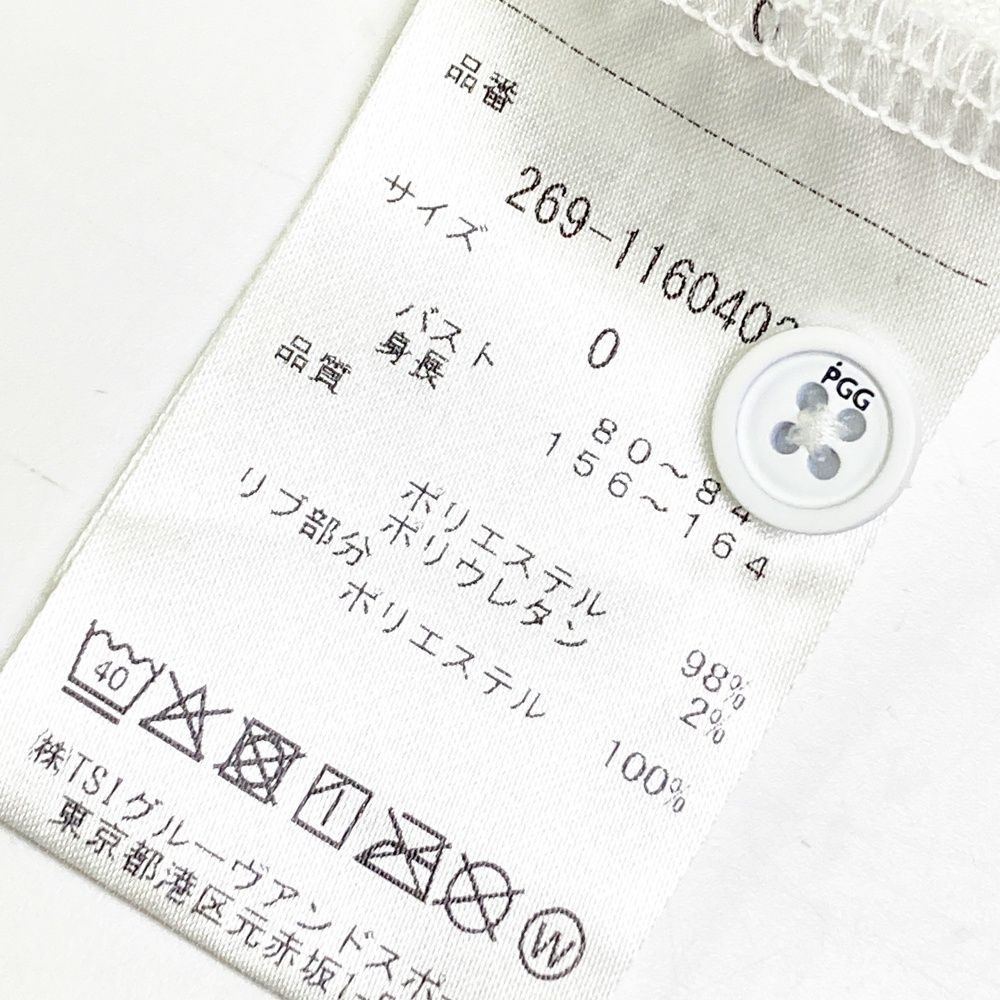 品番
269-1160402
サイズ
0
バスト 80～84
身長 156～164
品質
ポリエステル 98%
ポリウレタン 2%
リブ部分
ポリエステル 100%
40
W
(株)TSIグルーヴアンドスポ
東京都港区元赤坂1-
PGG